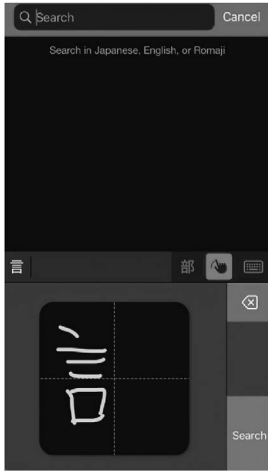 Search Cancel
Search in Japanese, English, or Romaji
言 部
言
Search